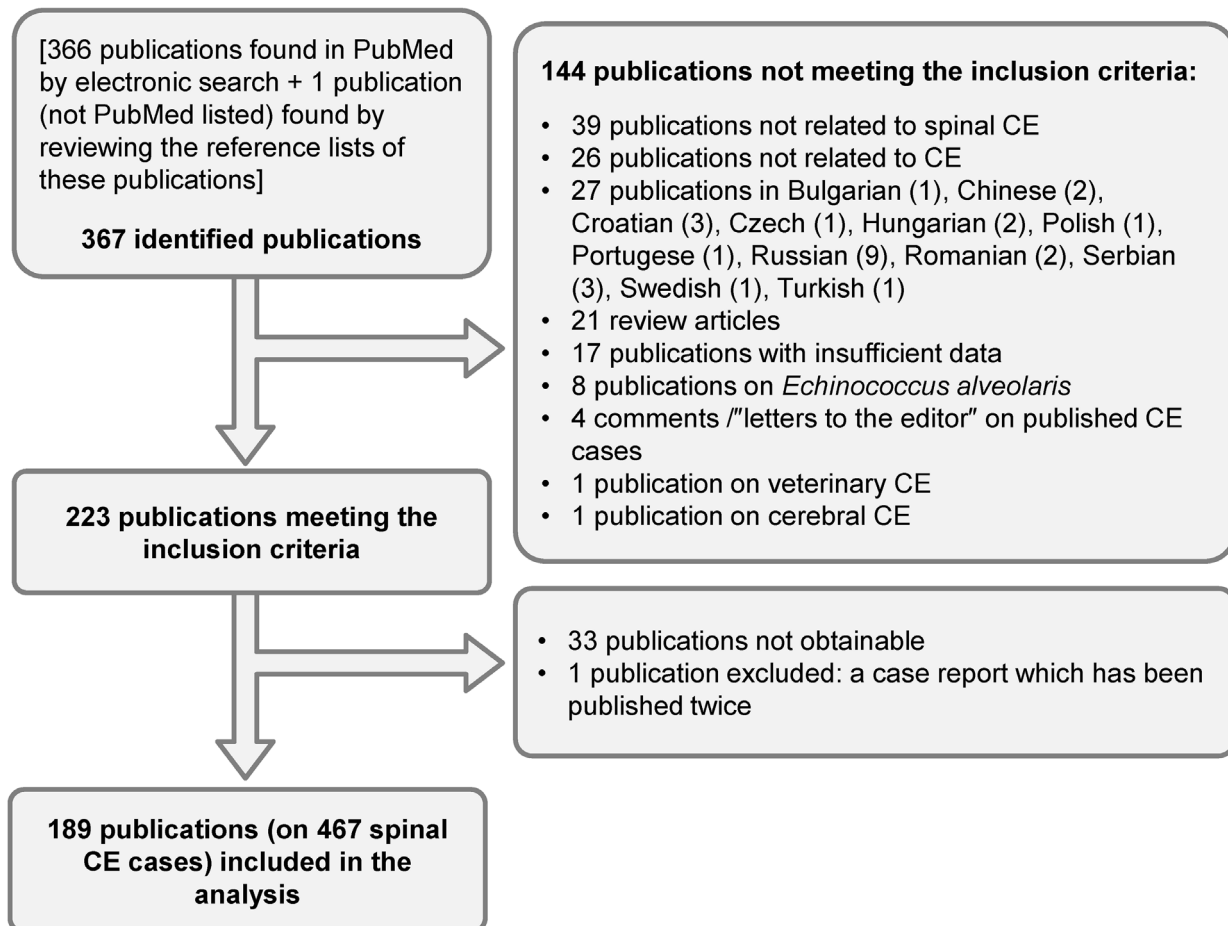 [366 publications found in PubMed
by electronic search + 1 publication
(not PubMed listed) found by
reviewing the reference lists of
these publications]
367 identified publications
144 publications not meeting the inclusion criteria:
• 39 publications not related to spinal CE
• 26 publications not related to CE
• 27 publications in Bulgarian (1), Chinese (2),
Croatian (3), Czech (1), Hungarian (2), Polish (1),
Portugese (1), Russian (9), Romanian (2), Serbian
(3), Swedish (1), Turkish (1)
• 21 review articles
• 17 publications with insufficient data
• 8 publications on Echinococcus alveolaris
• 4 comments /"letters to the editor" on published CE
cases
• 1 publication on veterinary CE
• 1 publication on cerebral CE
223 publications meeting the
inclusion criteria
• 33 publications not obtainable
• 1 publication excluded: a case report which has been
published twice
189 publications (on 467 spinal
CE cases) included in the
analysis